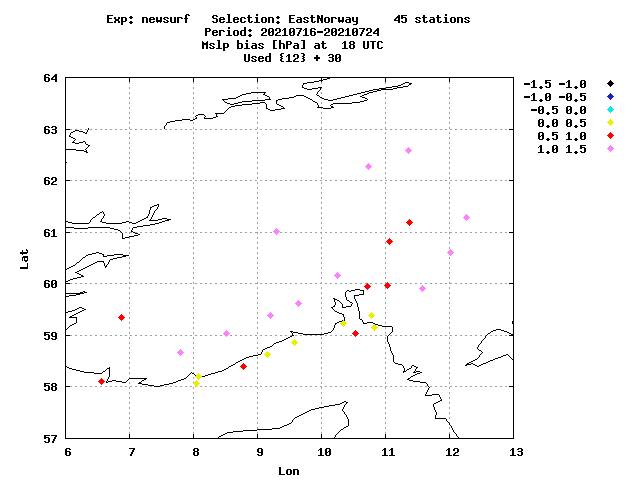 Exp: newsurf   Selection: EastNorway     45 stations
Period: 20210716-20210724
Mslp bias [hPa] at  18 UTC
Used {12} + 30
-1.5 -1.0
-1.0 -0.5
-0.5 0.0
0.0 0.5
0.5 1.0
1.0 1.5
64
63
62
61
60
59
58
57
Lat
6 7 8 9 10 11 12 13
Lon